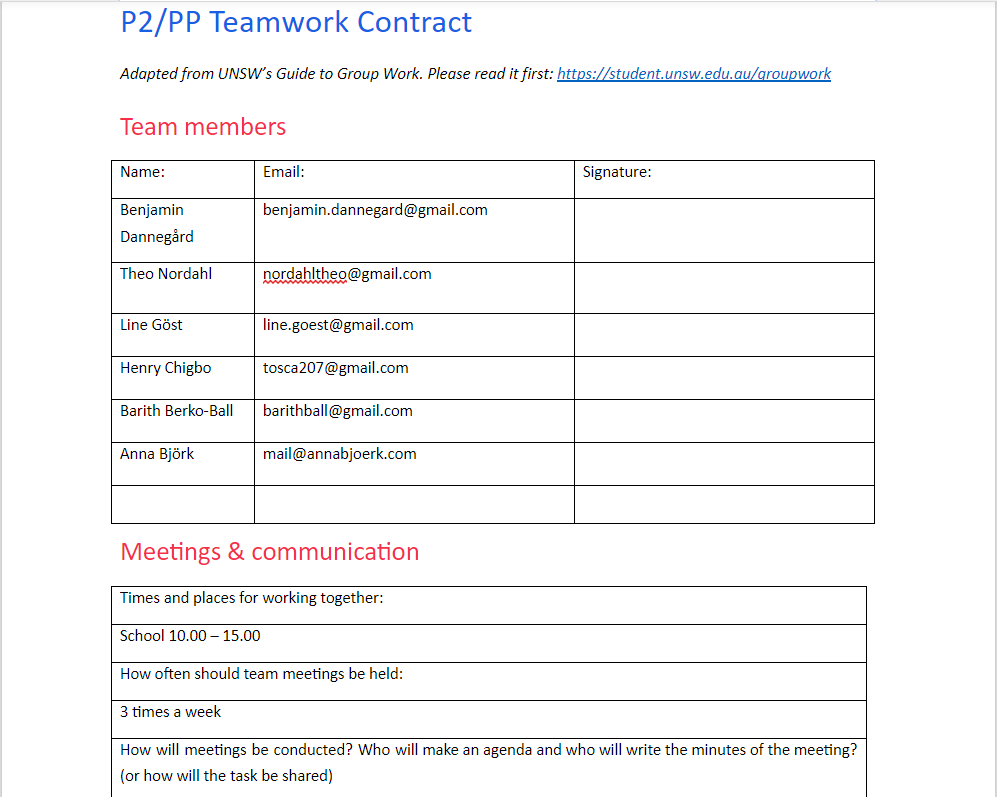 P2/PP Teamwork Contract
Adapted from UNSW's Guide to Group Work. Please read it first: https://student.unsw.edu.au/groupwork
Team members
Name: Email: Signature:
Benjamin Dannegård benjamin.dannegard@gmail.com
Theo Nordahl nordahltheo@gmail.com
Line Göst line.goest@gmail.com
Henry Chigbo tosca207@gmail.com
Barith Berko-Ball barithball@gmail.com
Anna Björk mail@annabjoerk.com
Meetings & communication
Times and places for working together:
School 10.00 – 15.00
How often should team meetings be held:
3 times a week
How will meetings be conducted? Who will make an agenda and who will write the minutes of the meeting?
(or how will the task be shared)